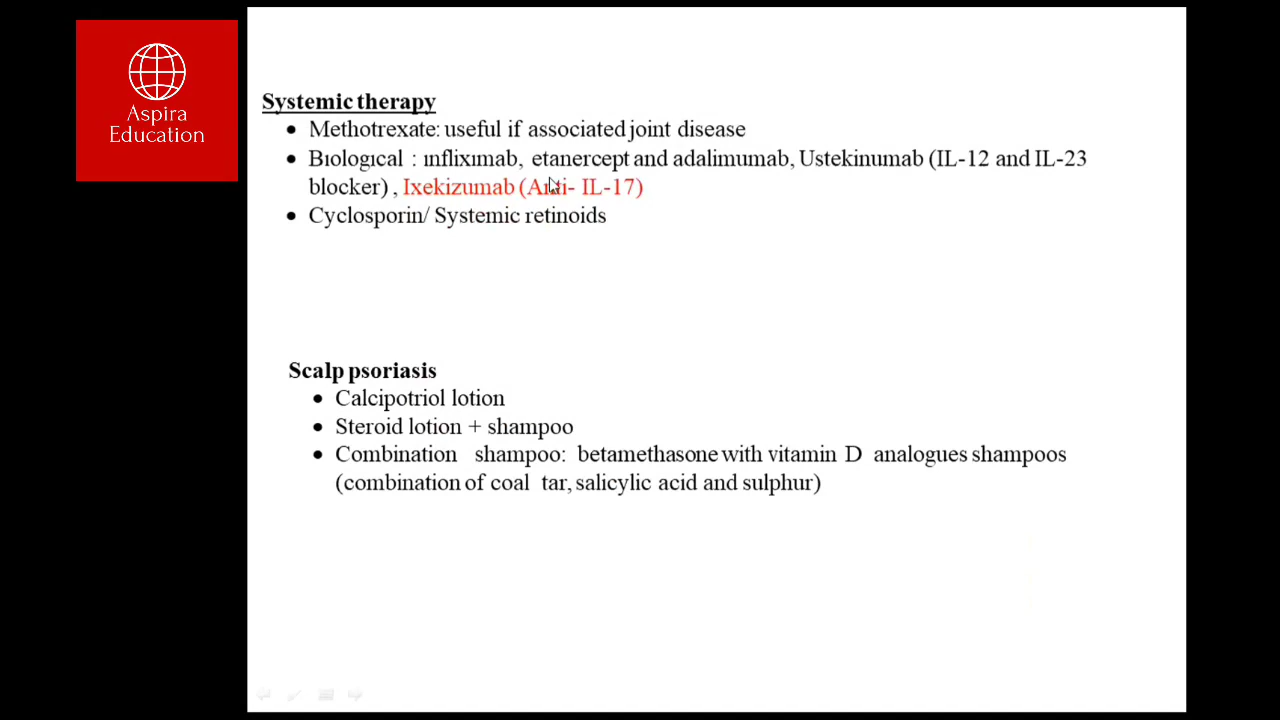 Aspira
Education
Systemic therapy
• Methotrexate: useful if associated joint disease
• Biological : infliximab, etanercept and adalimumab, Ustekinumab (IL-12 and IL-23
blocker) , Ixekizumab (Anti- IL-17)
• Cyclosporin/ Systemic retinoids
Scalp psoriasis
• Calcipotriol lotion
• Steroid lotion + shampoo
• Combination shampoo: betamethasone with vitamin D analogues shampoos
(combination of coal tar, salicylic acid and sulphur)